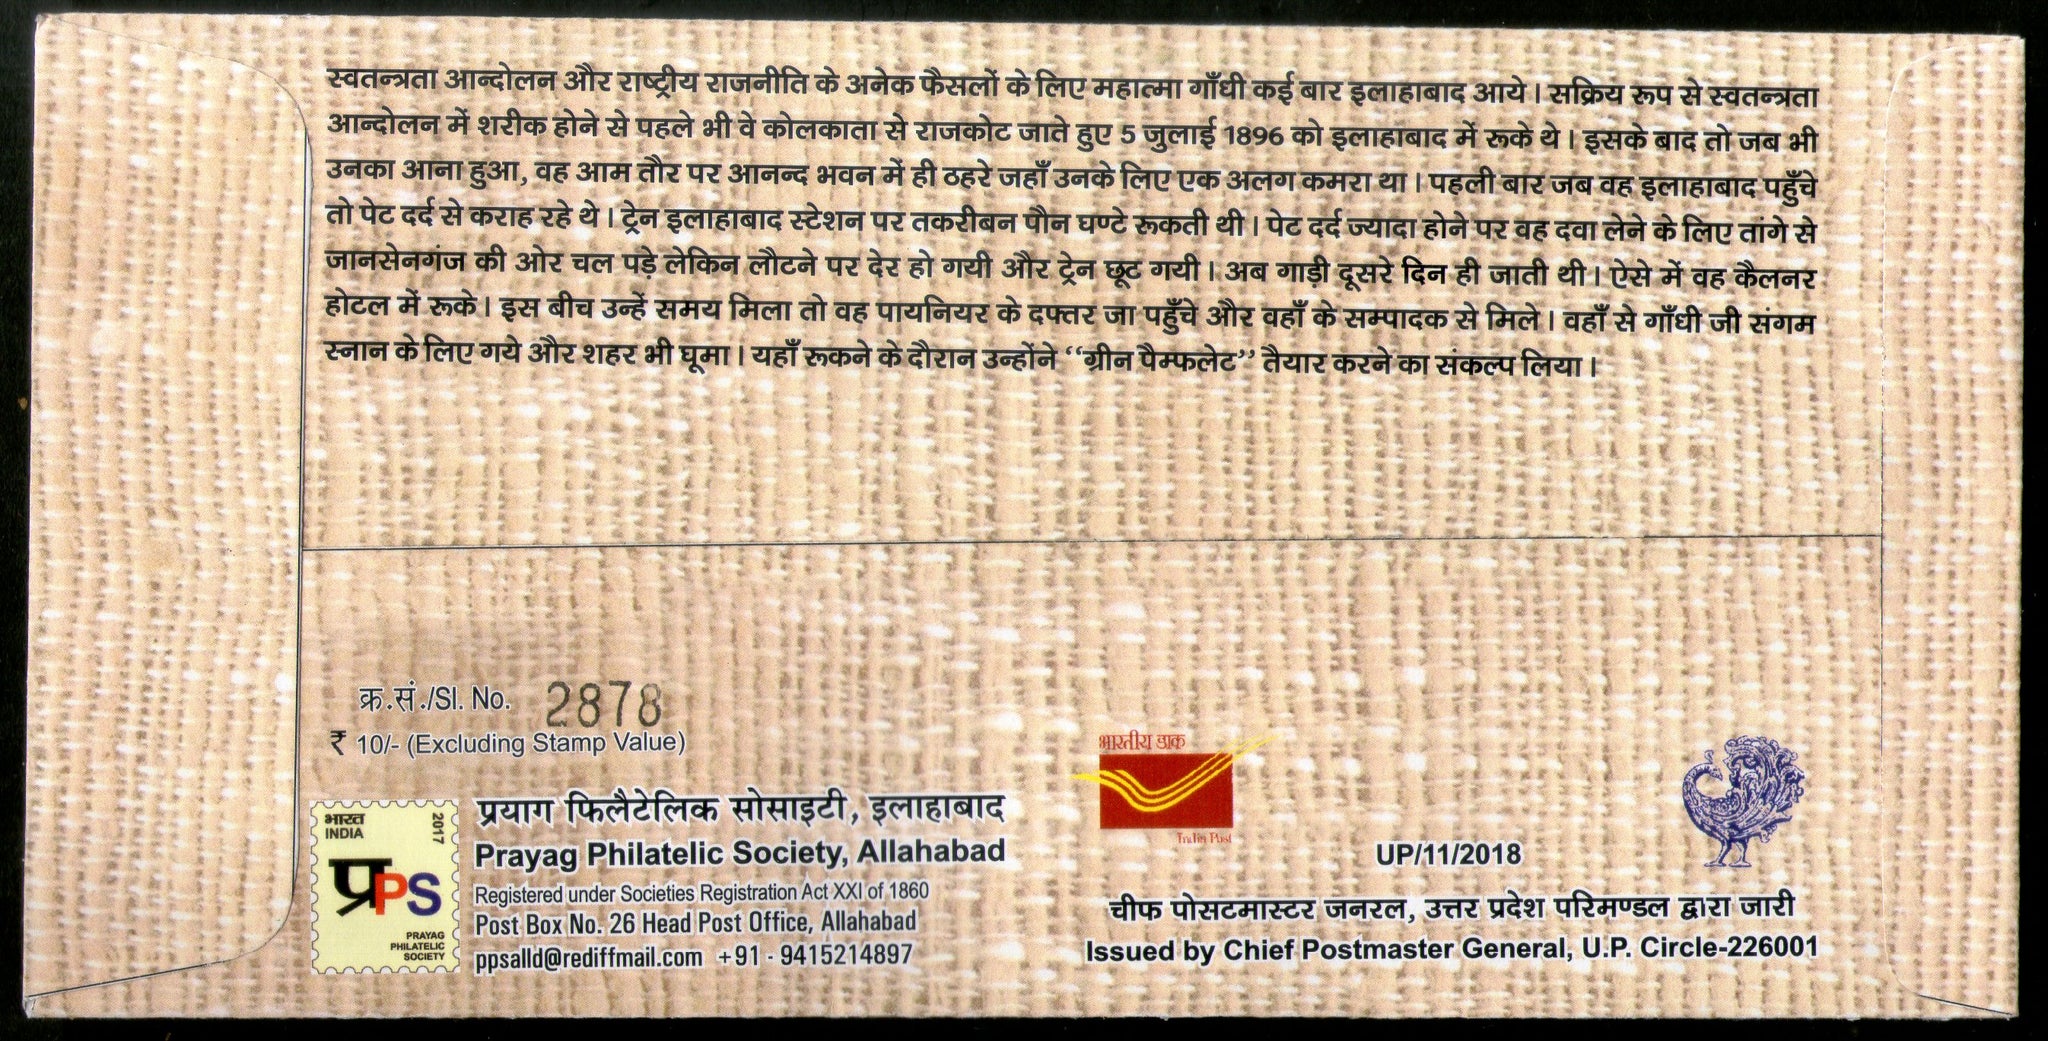 स्वतन्त्रता आन्दोलन और राष्ट्रीय राजनीति के अनेक फैसलों के लिए महात्मा गाँधी कई बार इलाहाबाद आये। सक्रिय रूप से स्वतन्त्रता
आन्दोलन में शरीक होने से पहले भी वे कोलकाता से राजकोट जाते हुए 5 जुलाई 1896 को इलाहाबाद में रूके थे। इसके बाद तो जब भी
उनका आना हुआ, वह आम तौर पर आनन्द भवन में ही ठहरे जहाँ उनके लिए एक अलग कमरा था। पहली बार जब वह इलाहाबाद पहुँचे
तो पेट दर्द से कराह रहे थे। ट्रेन इलाहाबाद स्टेशन पर तकरीबन पौन घण्टे रूकती थी। पेट दर्द ज्यादा होने पर वह दवा लेने के लिए तांगे से
जानसेनगंज की ओर चल पड़े लेकिन लौटने पर देर हो गयी और ट्रेन छूट गयी। अब गाड़ी दूसरे दिन ही जाती थी। ऐसे में वह कैलनर
होटल में रूके। इस बीच उन्हें समय मिला तो वह पायनियर के दफ्तर जा पहुँचे और वहाँ के सम्पादक से मिले। वहाँ से गाँधी जी संगम
स्नान के लिए गये और शहर भी घूमा। यहाँ रूकने के दौरान उन्होंने “ग्रीन पैम्फलेट” तैयार करने का संकल्प लिया।
क्र.सं./Sl. No. 2878
₹ 10/- (Excluding Stamp Value)
भारत
INDIA
2017
प्रPS
PRAYAG
PHILATELIC
SOCIETY
प्रयाग फिलैटेलिक सोसाइटी, इलाहाबाद
Prayag Philatelic Society, Allahabad
Registered under Societies Registration Act XXI of 1860
Post Box No. 26 Head Post Office, Allahabad
ppsalld@rediffmail.com +91 - 9415214897
भारतीय डाक
India Post
UP/11/2018
चीफ पोसटमास्टर जनरल, उत्तर प्रदेश परिमण्डल द्वारा जारी
Issued by Chief Postmaster General, U.P. Circle-226001